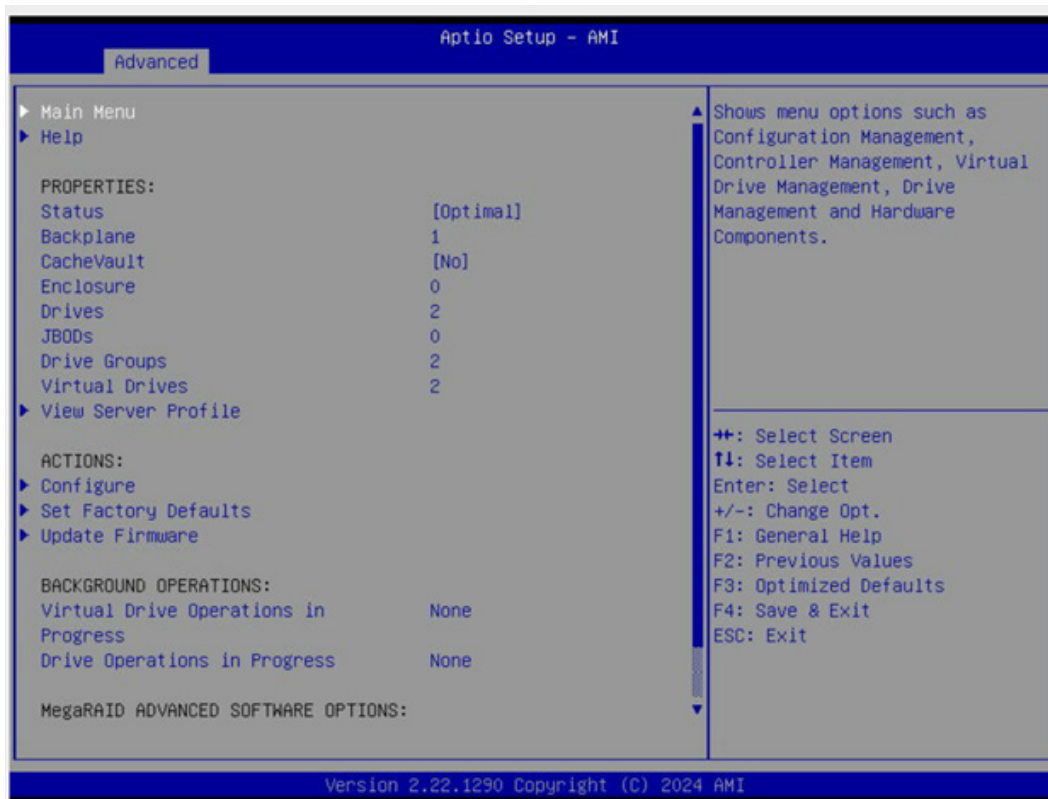 Aptio Setup – AMI
Advanced
Main Menu
Help
PROPERTIES:
Status [Optimal]
Backplane 1
CacheVault [No]
Enclosure 0
Drives 2
JBODs 0
Drive Groups 2
Virtual Drives 2
View Server Profile
ACTIONS:
Configure
Set Factory Defaults
Update Firmware
BACKGROUND OPERATIONS:
Virtual Drive Operations in None
Progress
Drive Operations in Progress None
MegaRAID ADVANCED SOFTWARE OPTIONS:
Shows menu options such as
Configuration Management,
Controller Management, Virtual
Drive Management, Drive
Management and Hardware
Components.
→←: Select Screen
↑↓: Select Item
Enter: Select
+/-: Change Opt.
F1: General Help
F2: Previous Values
F3: Optimized Defaults
F4: Save & Exit
ESC: Exit
Version 2.22.1290 Copyright (C) 2024 AMI